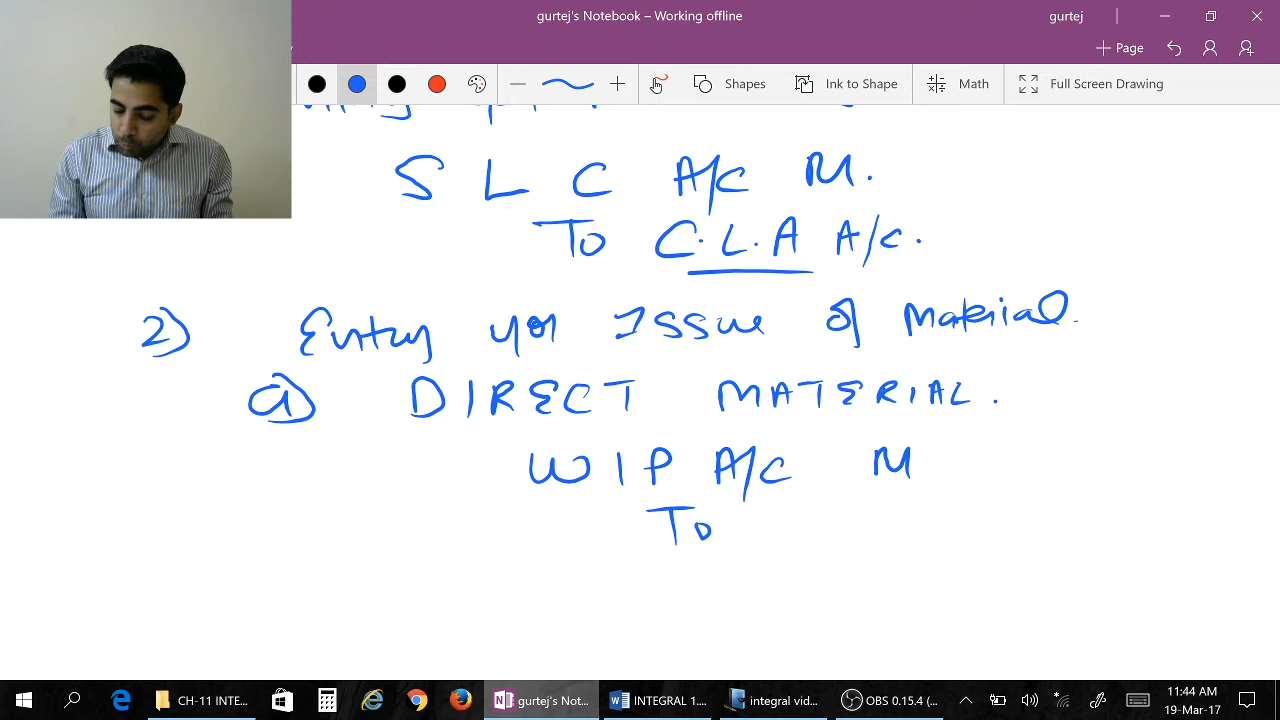 gurtej's Notebook – Working offline
gurtej
Page
Shapes
Ink to Shape
Math
Full Screen Drawing
S L C A/c
To C.L.A A/c.
2) Entry for Issue of Material.
a) DIRECT MATERIAL.
WIP A/C
To
CH-11 INTE...
gurtej's Not...
INTEGRAL 1....
integral vid...
OBS 0.15.4 (...
11:44 AM
19-Mar-17